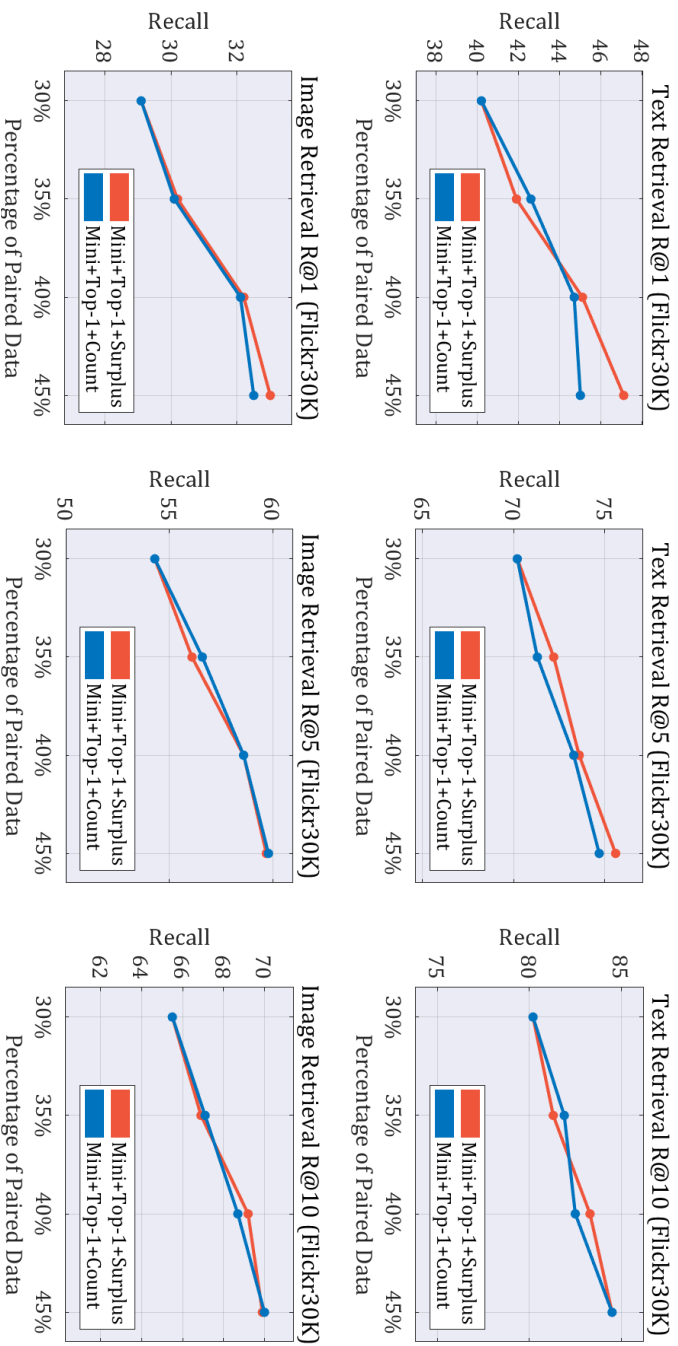 Text Retrieval R@1 (Flickr30K)
Recall
48
46
44
42
40
38
30%
35%
40%
45%
Mini+Top-1+Surplus
Mini+Top-1+Count
Percentage of Paired Data
Text Retrieval R@5 (Flickr30K)
Recall
75
70
65
30%
35%
40%
45%
Mini+Top-1+Surplus
Mini+Top-1+Count
Percentage of Paired Data
Text Retrieval R@10 (Flickr30K)
Recall
85
80
75
30%
35%
40%
45%
Mini+Top-1+Surplus
Mini+Top-1+Count
Percentage of Paired Data
Image Retrieval R@1 (Flickr30K)
Recall
32
30
28
30%
35%
40%
45%
Mini+Top-1+Surplus
Mini+Top-1+Count
Percentage of Paired Data
Image Retrieval R@5 (Flickr30K)
Recall
60
55
50
30%
35%
40%
45%
Mini+Top-1+Surplus
Mini+Top-1+Count
Percentage of Paired Data
Image Retrieval R@10 (Flickr30K)
Recall
70
68
66
64
62
30%
35%
40%
45%
Mini+Top-1+Surplus
Mini+Top-1+Count
Percentage of Paired Data